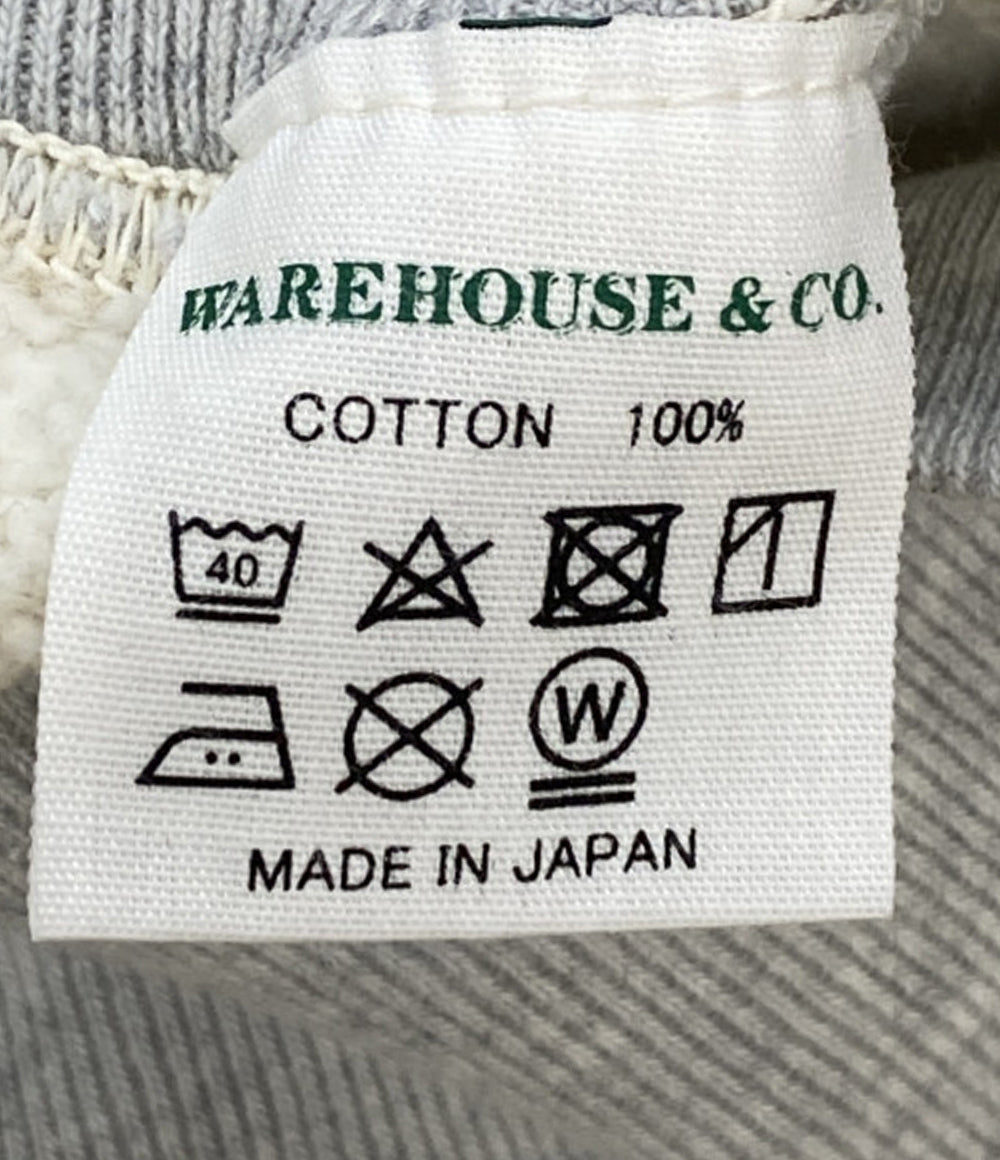 WAREHOUSE & CO.
COTTON 100%
40
W
MADE IN JAPAN